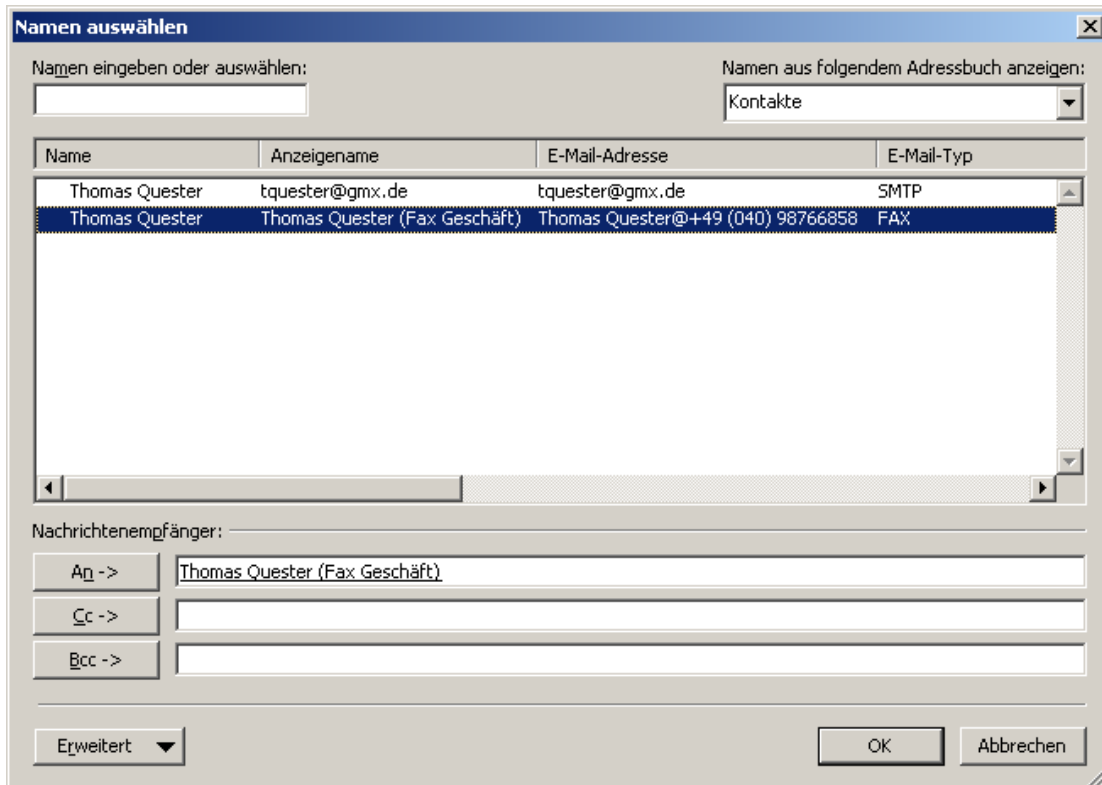 Namen auswählen
Namen eingeben oder auswählen:
Namen aus folgendem Adressbuch anzeigen:
Kontakte
Name Anzeigename E-Mail-Adresse E-Mail-Typ
Thomas Quester tquester@gmx.de tquester@gmx.de SMTP
Thomas Quester Thomas Quester (Fax Geschäft) Thomas Quester@+49 (040) 98766858 FAX
Nachrichtenempfänger:
An -> Thomas Quester (Fax Geschäft)
Cc ->
Bcc ->
Erweitert
OK Abbrechen